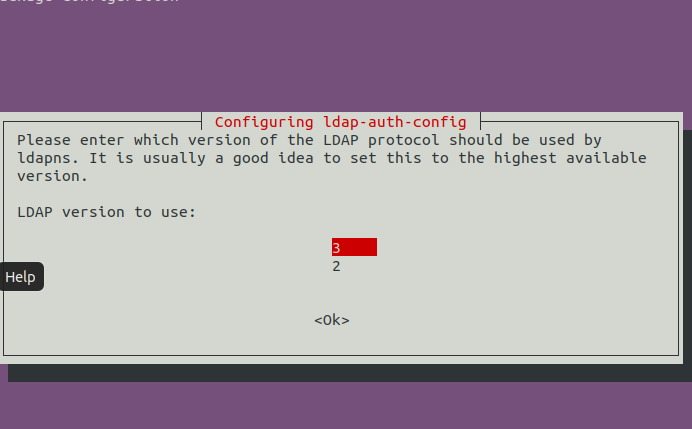 Configuring ldap-auth-config
Please enter which version of the LDAP protocol should be used by
ldapns. It is usually a good idea to set this to the highest available
version.
LDAP version to use:
3
2
Help
<Ok>